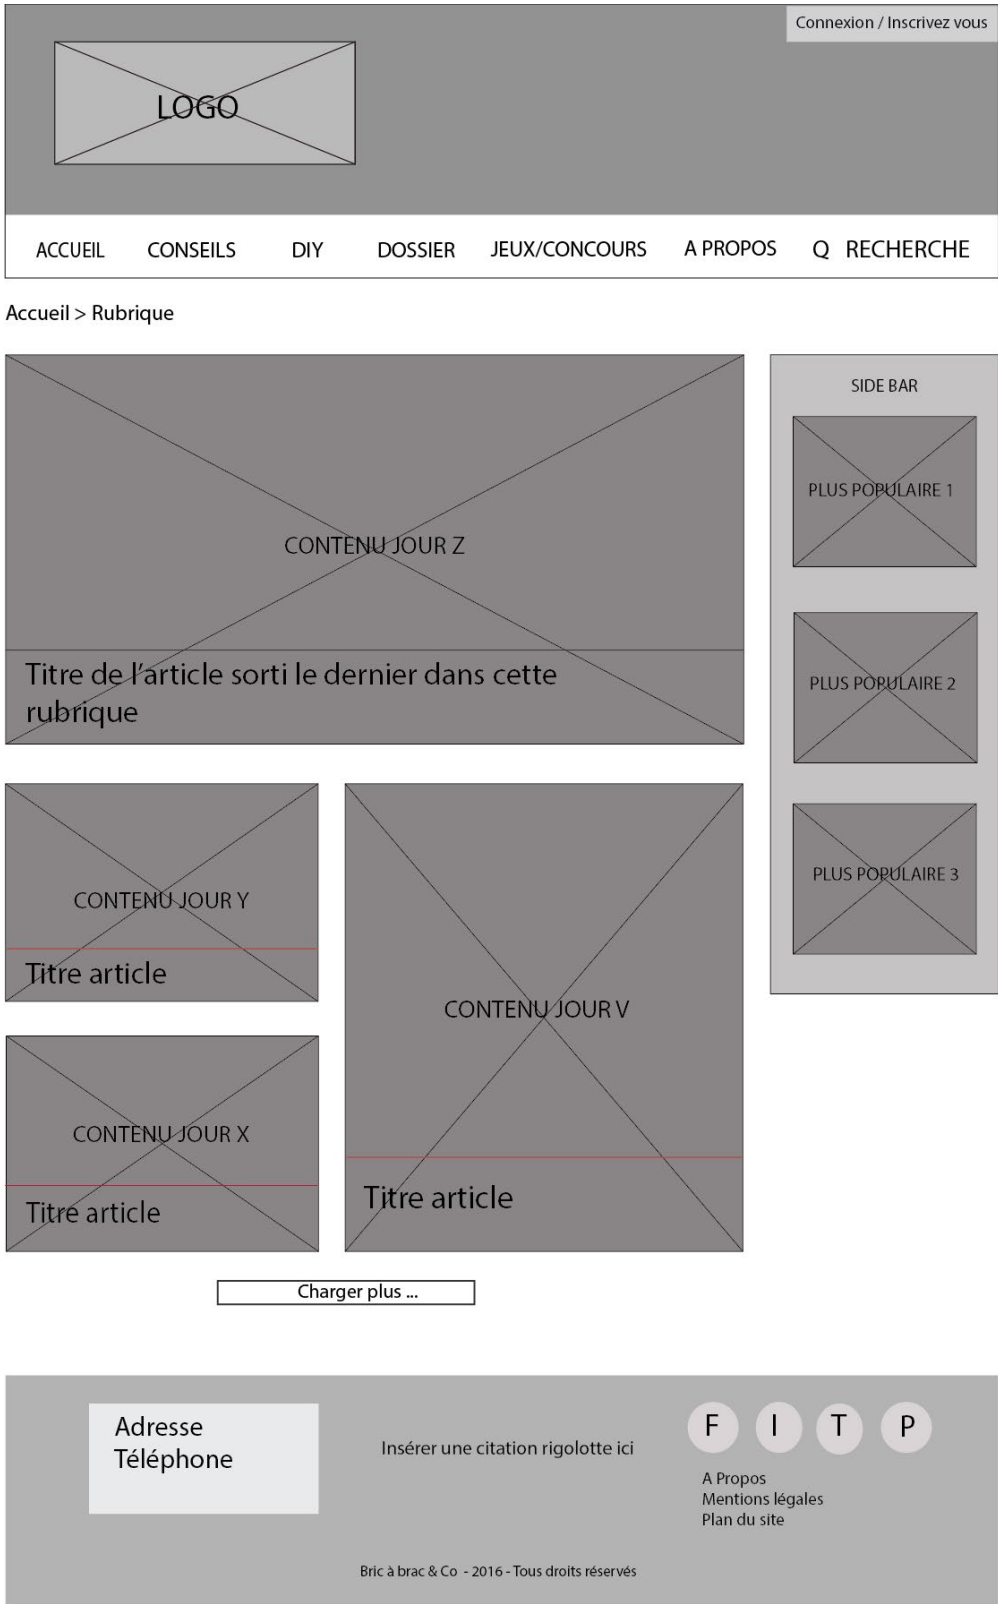 Connexion / Inscrivez vous
LOGO
ACCUEIL CONSEILS DIY DOSSIER JEUX/CONCOURS A PROPOS Q RECHERCHE
Accueil > Rubrique
CONTENU JOUR Z
Titre de l'article sorti le dernier dans cette
rubrique
SIDE BAR
PLUS POPULAIRE 1
PLUS POPULAIRE 2
PLUS POPULAIRE 3
CONTENU JOUR Y
Titre article
CONTENU JOUR X
Titre article
CONTENU JOUR V
Titre article
Charger plus ...
Adresse
Téléphone
Insérer une citation rigolotte ici
F I T P
A Propos
Mentions légales
Plan du site
Bric à brac & Co - 2016 - Tous droits réservés